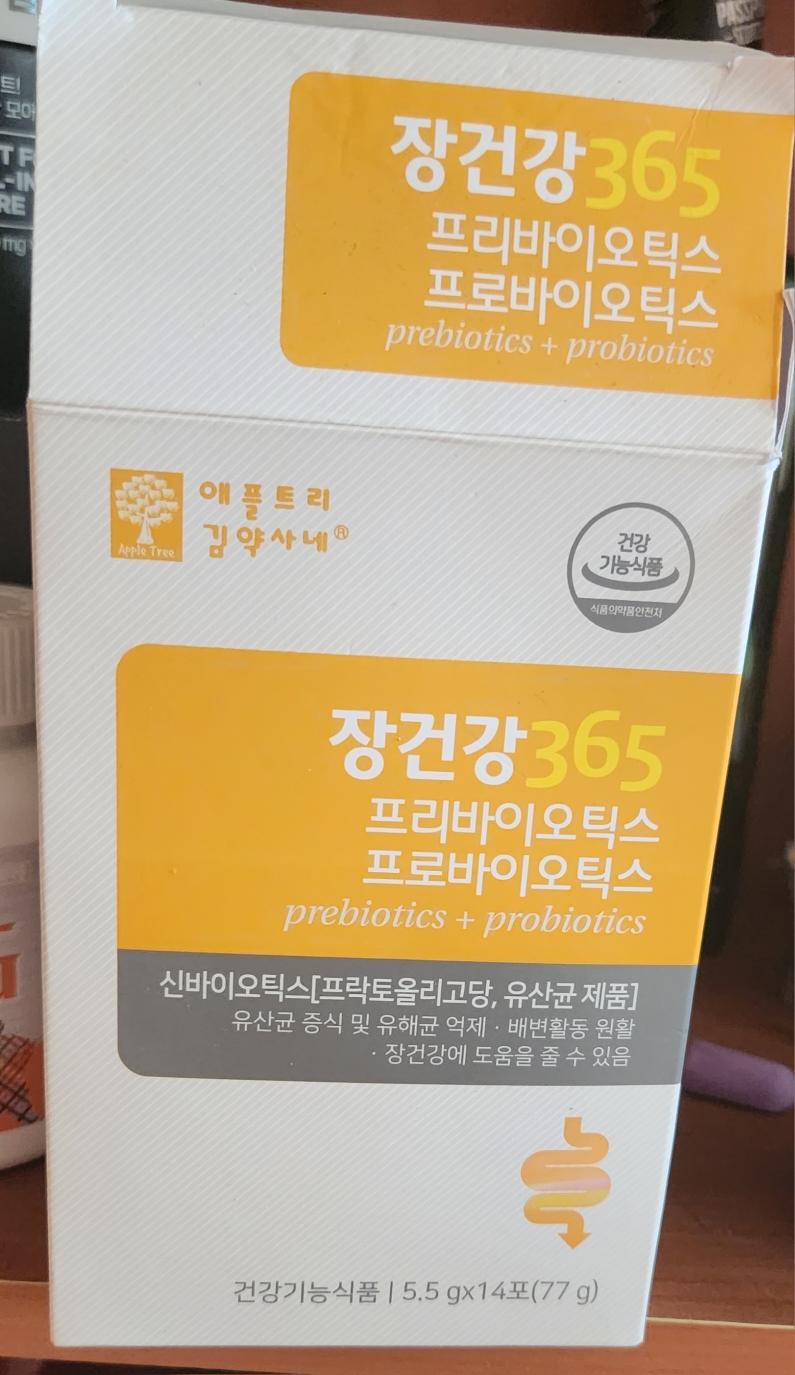 장건강365
프리바이오틱스
프로바이오틱스
prebiotics + probiotics
애플트리
김약사네®
Apple Tree
건강
기능식품
식품의약품안전처
장건강365
프리바이오틱스
프로바이오틱스
prebiotics + probiotics
신바이오틱스[프락토올리고당, 유산균 제품]
유산균 증식 및 유해균 억제 · 배변활동 원활
· 장건강에 도움을 줄 수 있음
건강기능식품 | 5.5 gx14포(77 g)